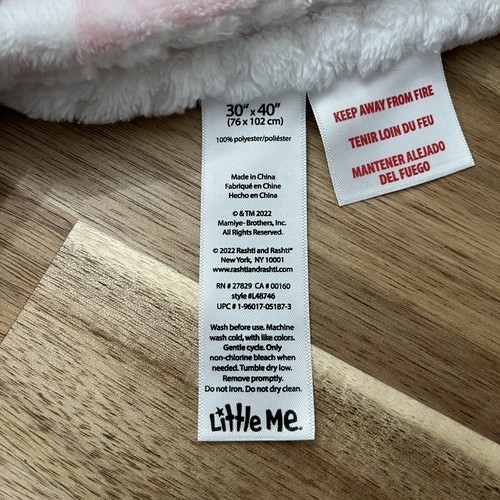 30" x 40"
(76 x 102 cm)
100% polyester/poliéster
Made in China
Fabriqué en Chine
Hecho en China
© & TM 2022
Mamiye- Brothers, Inc.
All Rights Reserved.
© 2022 Rashti and Rashti®
New York, NY 10001
www.rashtiandrashti.com
RN # 27829 CA # 00160
style #L48746
UPC # 1-96017-05187-3
Wash before use. Machine
wash cold, with like colors.
Gentle cycle. Only
non-chlorine bleach when
needed. Tumble dry low.
Remove promptly.
Do not iron. Do not dry clean.
Little Me
KEEP AWAY FROM FIRE
TENIR LOIN DU FEU
MANTENER ALEJADO
DEL FUEGO